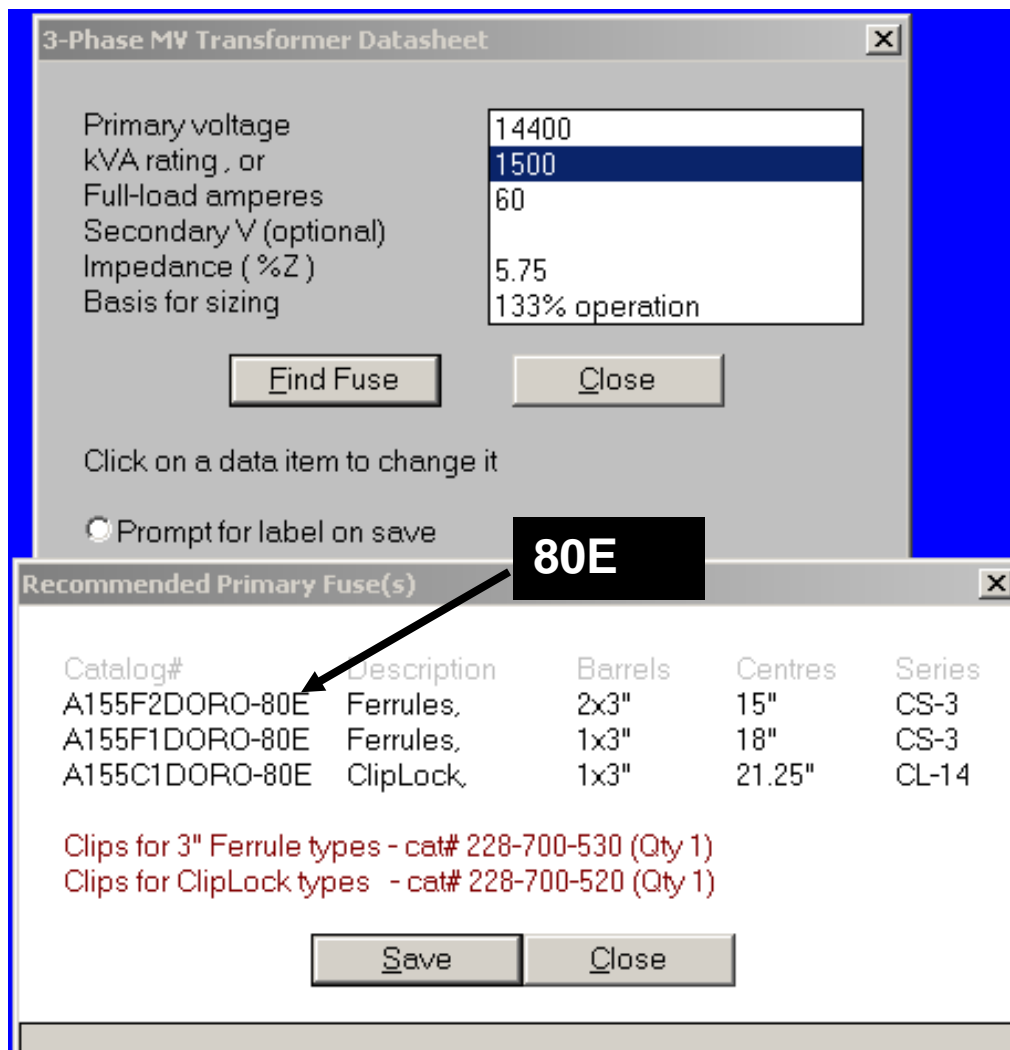 3-Phase MV Transformer Datasheet
Primary voltage 14400
kVA rating , or 1500
Full-load amperes 60
Secondary V (optional)
Impedance ( %Z ) 5.75
Basis for sizing 133% operation
Find Fuse Close
Click on a data item to change it
Prompt for label on save
80E
Recommended Primary Fuse(s)
Catalog# Description Barrels Centres Series
A155F2DORO-80E Ferrules, 2x3" 15" CS-3
A155F1DORO-80E Ferrules, 1x3" 18" CS-3
A155C1DORO-80E ClipLock, 1x3" 21.25" CL-14
Clips for 3" Ferrule types - cat# 228-700-530 (Qty 1)
Clips for ClipLock types - cat# 228-700-520 (Qty 1)
Save Close